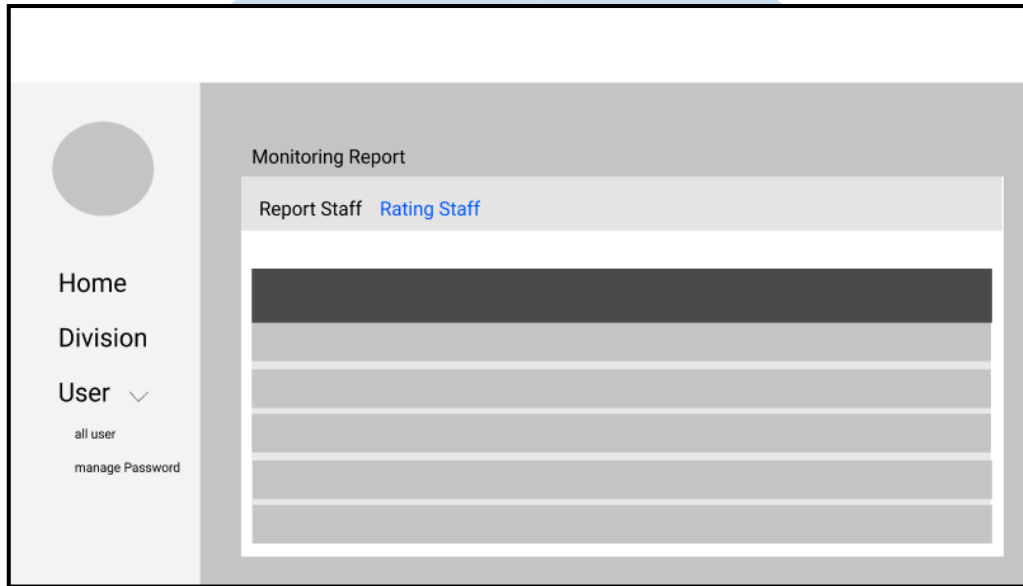 Monitoring Report
Report Staff Rating Staff
Home
Division
User
all user
manage Password